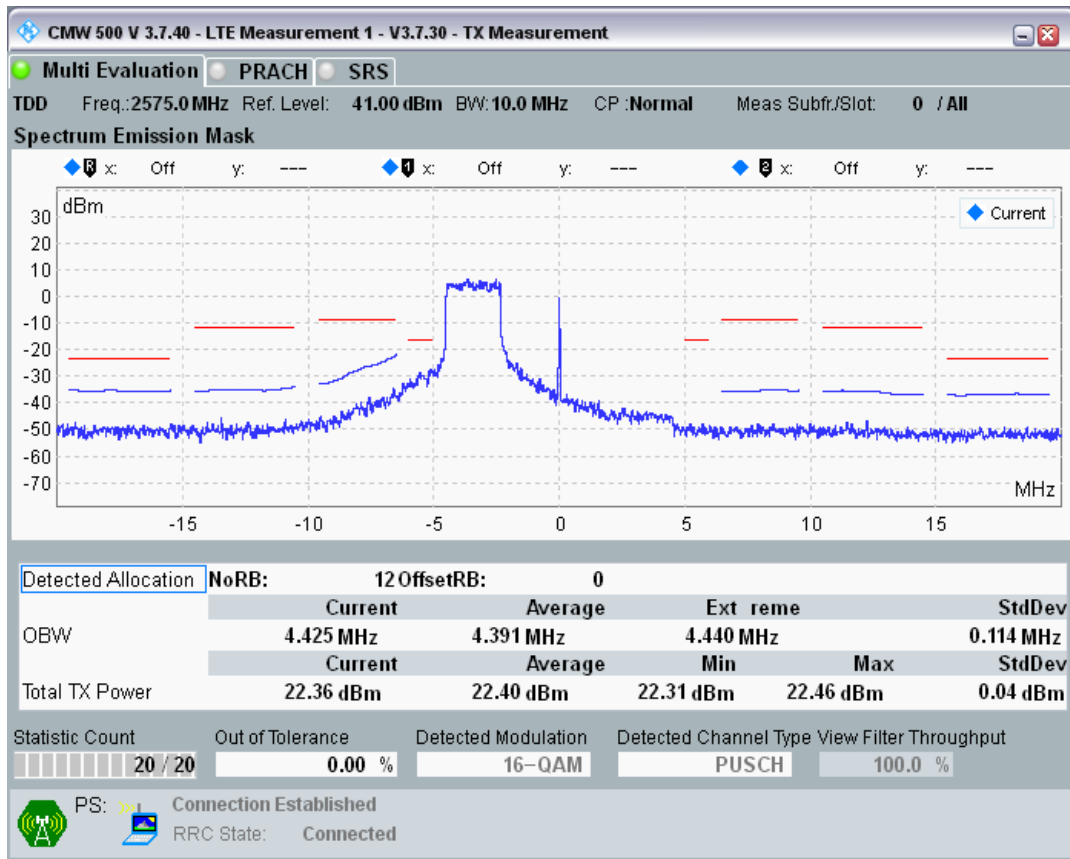 CMW 500 V 3.7.40 - LTE Measurement 1 - V3.7.30 - TX Measurement
Multi Evaluation PRACH SRS
TDD Freq.:2575.0 MHz Ref. Level: 41.00 dBm BW:10.0 MHz CP :Normal Meas Subfr./Slot: 0 / All
Spectrum Emission Mask
R x: Off y: --- 1 x: Off y: --- 2 x: Off y: ---
dBm
Current
30
20
10
0
-10
-20
-30
-40
-50
-60
-70
MHz
-15 -10 -5 0 5 10 15
Detected Allocation NoRB: 12 OffsetRB: 0
Current Average Ext reme StdDev
OBW 4.425 MHz 4.391 MHz 4.440 MHz 0.114 MHz
Current Average Min Max StdDev
Total TX Power 22.36 dBm 22.40 dBm 22.31 dBm 22.46 dBm 0.04 dBm
Statistic Count Out of Tolerance Detected Modulation Detected Channel Type View Filter Throughput
20 / 20 0.00 % 16-QAM PUSCH 100.0 %
PS: Connection Established
RRC State: Connected